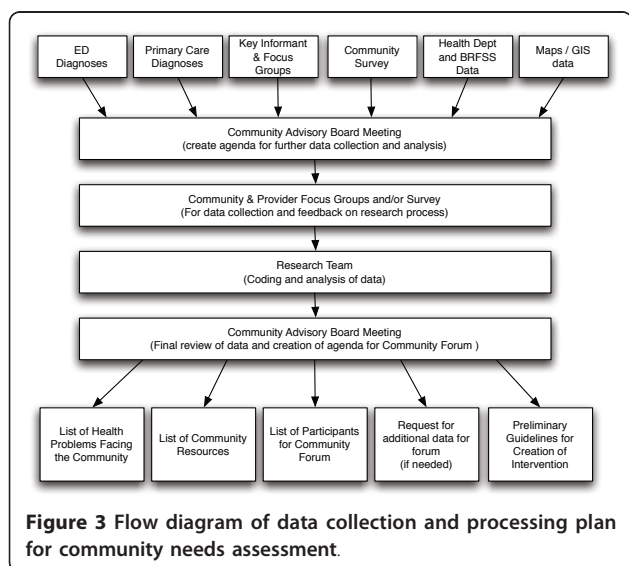 ED
Diagnoses
Primary Care
Diagnoses
Key Informant
& Focus
Groups
Community
Survey
Health Dept
and BRFSS
Data
Maps / GIS
data
Community Advisory Board Meeting
(create agenda for further data collection and analysis)
Community & Provider Focus Groups and/or Survey
(For data collection and feedback on research process)
Research Team
(Coding and analysis of data)
Community Advisory Board Meeting
(Final review of data and creation of agenda for Community Forum )
List of Health
Problems Facing
the Community
List of Community
Resources
List of Participants
for Community
Forum
Request for
additional data for
forum
(if needed)
Preliminary
Guidelines for
Creation of
Intervention
Figure 3 Flow diagram of data collection and processing plan
for community needs assessment.